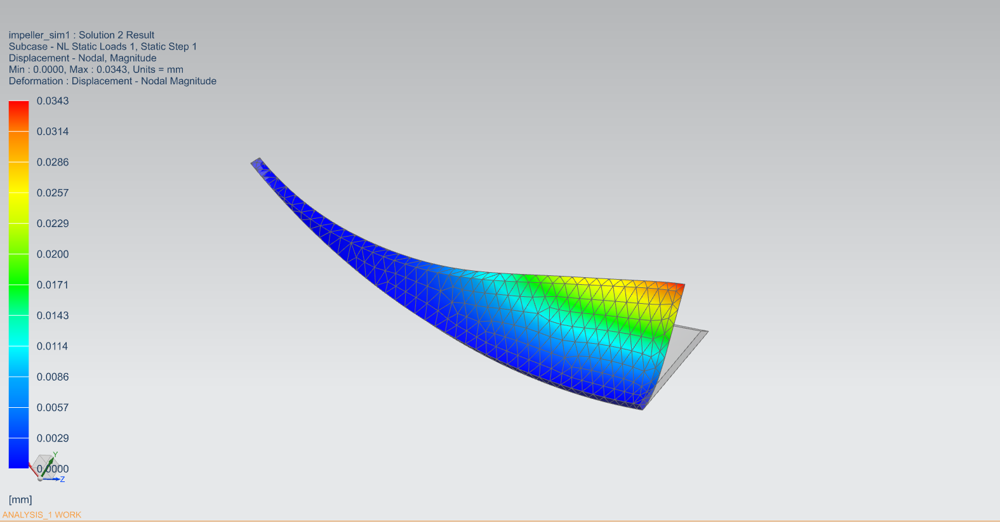 impeller_sim1 : Solution 2 Result
Subcase - NL Static Loads 1, Static Step 1
Displacement - Nodal, Magnitude
Min : 0.0000, Max : 0.0343, Units = mm
Deformation : Displacement - Nodal Magnitude
0.0343
0.0314
0.0286
0.0257
0.0229
0.0200
0.0171
0.0143
0.0114
0.0086
0.0057
0.0029
Y
0.0000
Z
[mm]
ANALYSIS_1 WORK